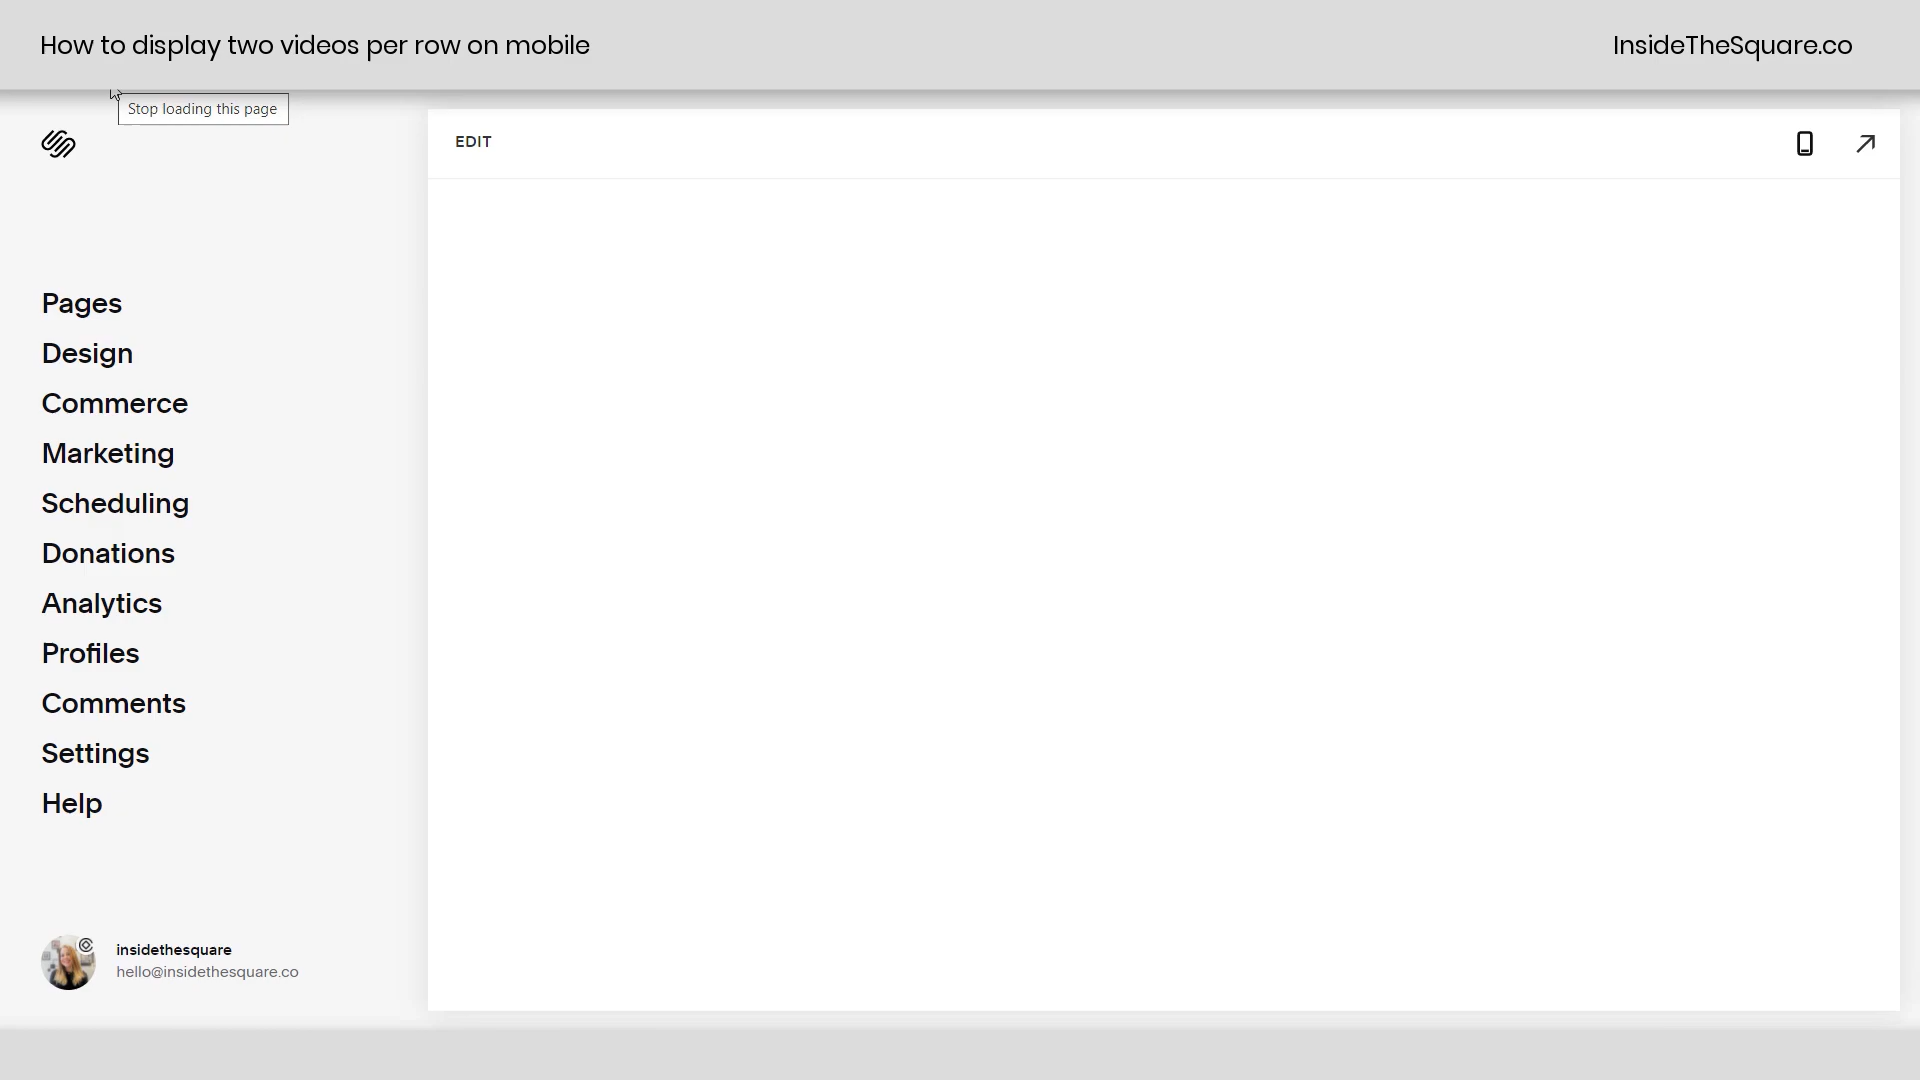 How to display two videos per row on mobile
InsideTheSquare.co
Stop loading this page
EDIT
Pages
Design
Commerce
Marketing
Scheduling
Donations
Analytics
Profiles
Comments
Settings
Help
insidethesquare
hello@insidethesquare.co